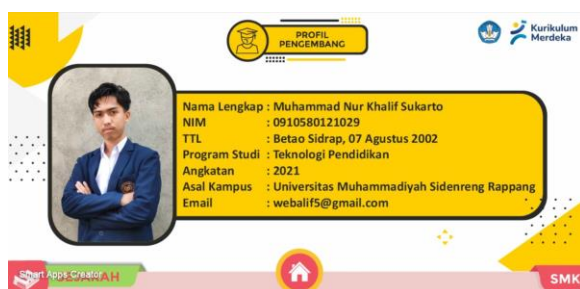 PROFIL
PENGEMBANG
Kurikulum
Merdeka
Nama Lengkap : Muhammad Nur Khalif Sukarto
NIM : 0910580121029
TTL : Betao Sidrap, 07 Agustus 2002
Program Studi : Teknologi Pendidikan
Angkatan : 2021
Asal Kampus : Universitas Muhammadiyah Sidenreng Rappang
Email : webalif5@gmail.com
Smart Apps Creator
SEJARAH
SMK